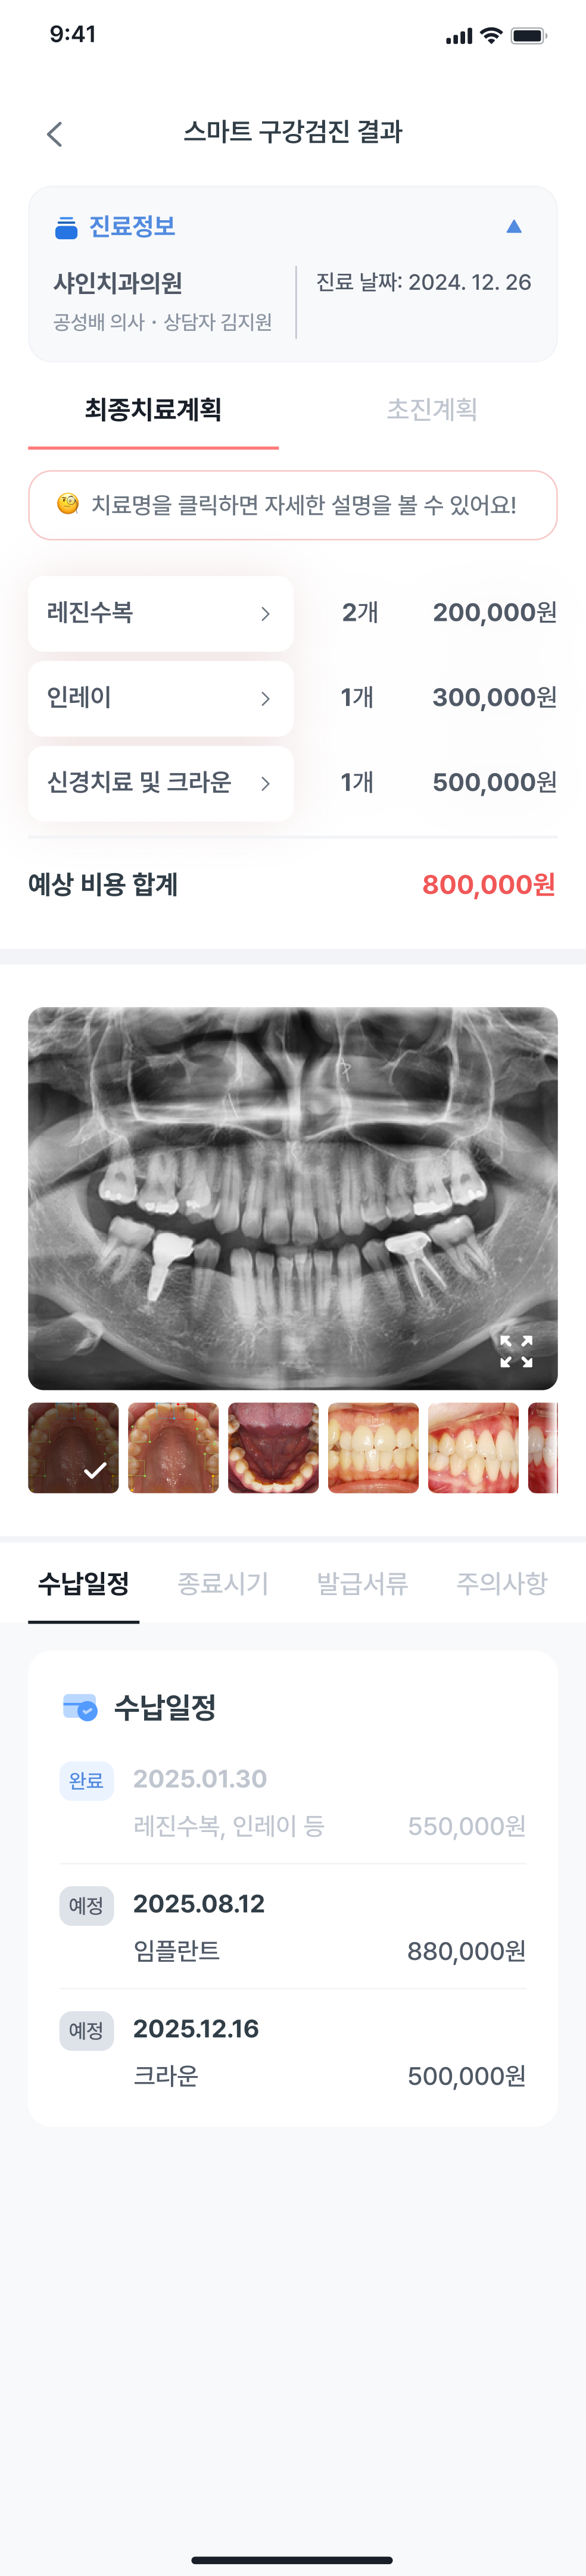 9:41
스마트 구강검진 결과
진료정보
샤인치과의원
진료 날짜: 2024. 12. 26
공성배 의사 · 상담자 김지원
최종치료계획 초진계획
🧐 치료명을 클릭하면 자세한 설명을 볼 수 있어요!
레진수복 2개 200,000원
인레이 1개 300,000원
신경치료 및 크라운 1개 500,000원
예상 비용 합계 800,000원
수납일정 종료시기 발급서류 주의사항
수납일정
완료 2025.01.30
레진수복, 인레이 등 550,000원
예정 2025.08.12
임플란트 880,000원
예정 2025.12.16
크라운 500,000원